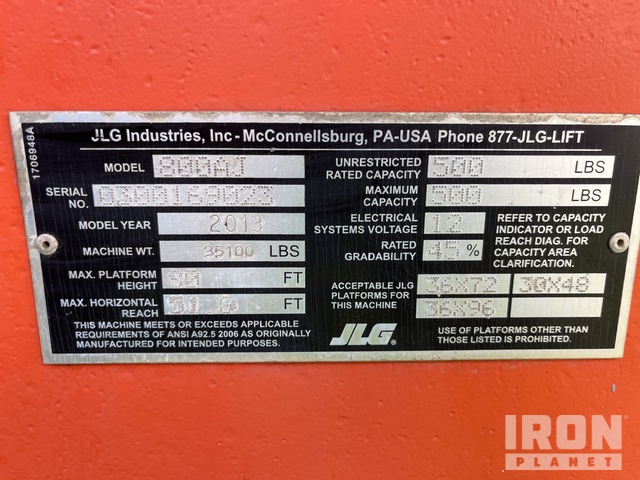 1706948A
JLG Industries, Inc - McConnellsburg, PA-USA Phone 877-JLG-LIFT
MODEL 800AJ
SERIAL NO. 0300169023
MODEL YEAR 2013
MACHINE WT. 35100 LBS
MAX. PLATFORM HEIGHT 80 FT
MAX. HORIZONTAL REACH FT
THIS MACHINE MEETS OR EXCEEDS APPLICABLE
REQUIREMENTS OF ANSI A92.5 2006 AS ORIGINALLY
MANUFACTURED FOR INTENDED PURPOSES.
UNRESTRICTED RATED CAPACITY 500 LBS
MAXIMUM CAPACITY 500 LBS
ELECTRICAL SYSTEMS VOLTAGE 12
RATED GRADABILITY 45 %
REFER TO CAPACITY
INDICATOR OR LOAD
REACH DIAG. FOR
CAPACITY AREA
CLARIFICATION.
ACCEPTABLE JLG
PLATFORMS FOR
THIS MACHINE
36X72 30X48
36X96
JLG®
USE OF PLATFORMS OTHER THAN
THOSE LISTED IS PROHIBITED.
IRON
PLANET